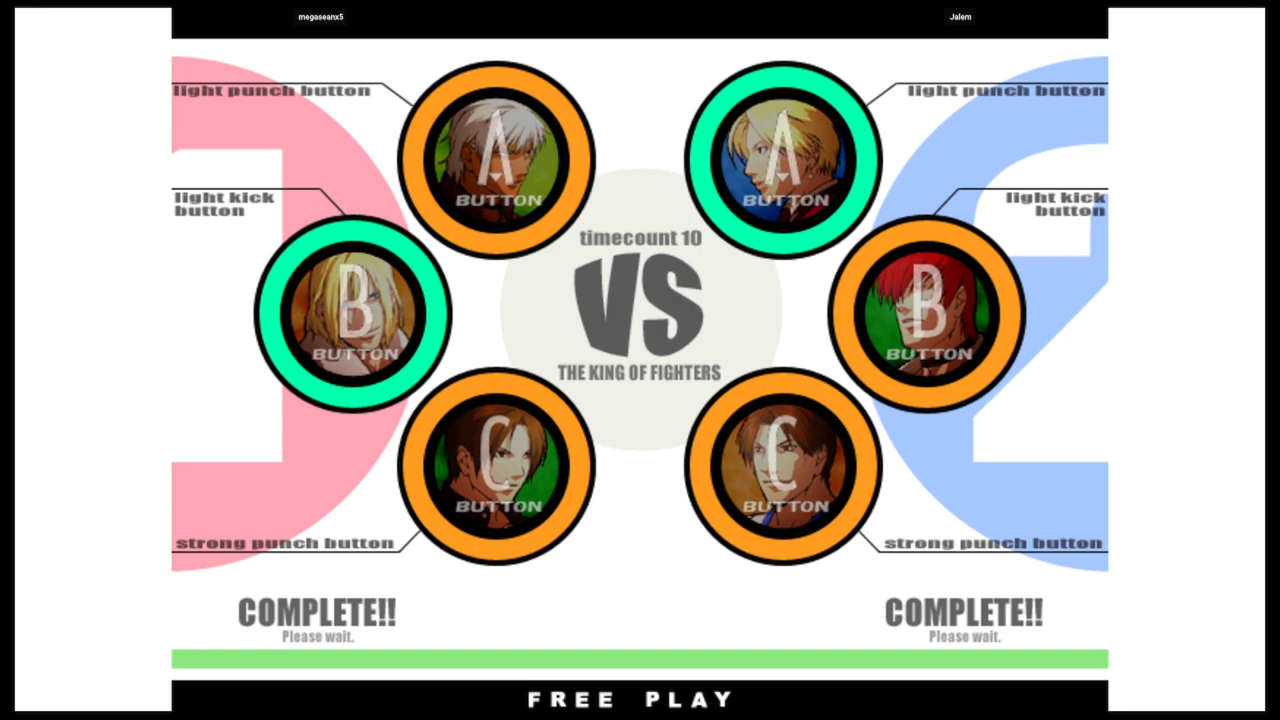 megaseanx5
Jalem
light punch button
light punch button
A
BUTTON
A
BUTTON
light kick
button
light kick
button
timecount 10
VS
THE KING OF FIGHTERS
B
BUTTON
B
BUTTON
C
BUTTON
C
BUTTON
strong punch button
strong punch button
COMPLETE!!
Please wait.
COMPLETE!!
Please wait.
FREE PLAY